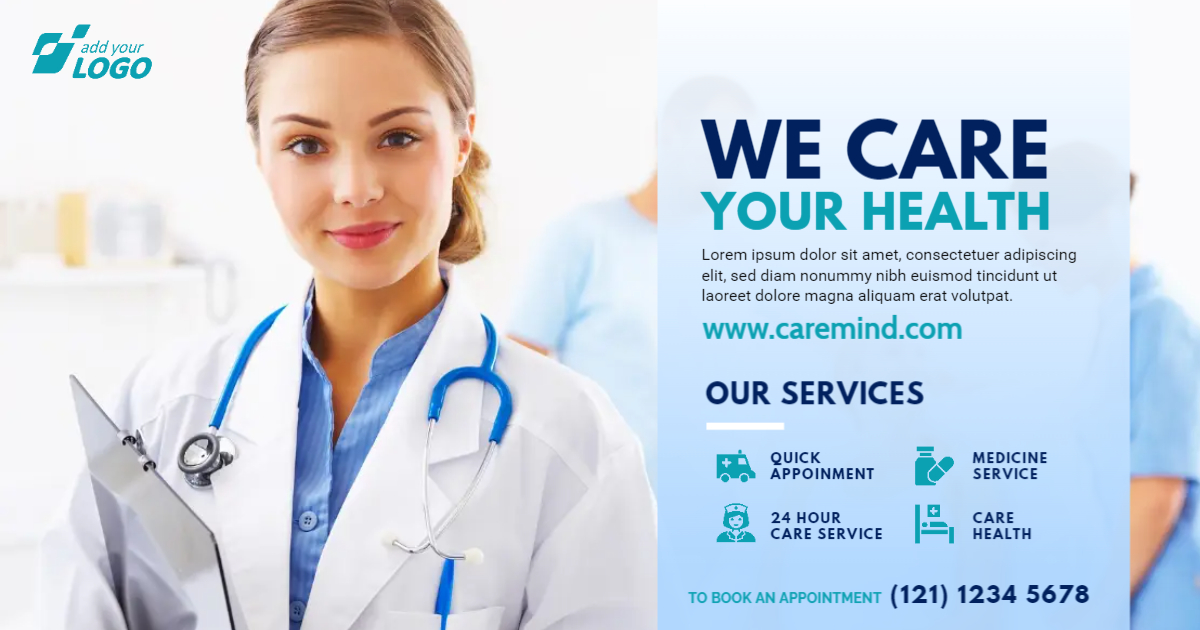 add your
LOGO
WE CARE
YOUR HEALTH
Lorem ipsum dolor sit amet, consectetuer adipiscing
elit, sed diam nonummy nibh euismod tincidunt ut
laoreet dolore magna aliquam erat volutpat.
www.caremind.com
OUR SERVICES
QUICK
APPOINMENT
MEDICINE
SERVICE
24 HOUR
CARE SERVICE
CARE
HEALTH
TO BOOK AN APPOINTMENT (121) 1234 5678